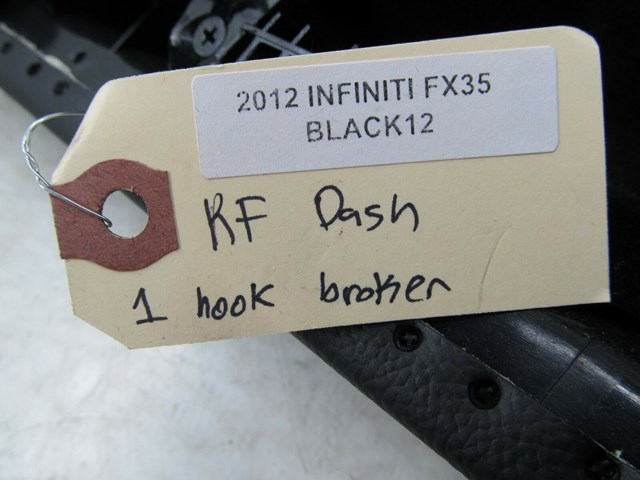 2012 INFINITI FX35
BLACK12
RF Dash
1 hook broken